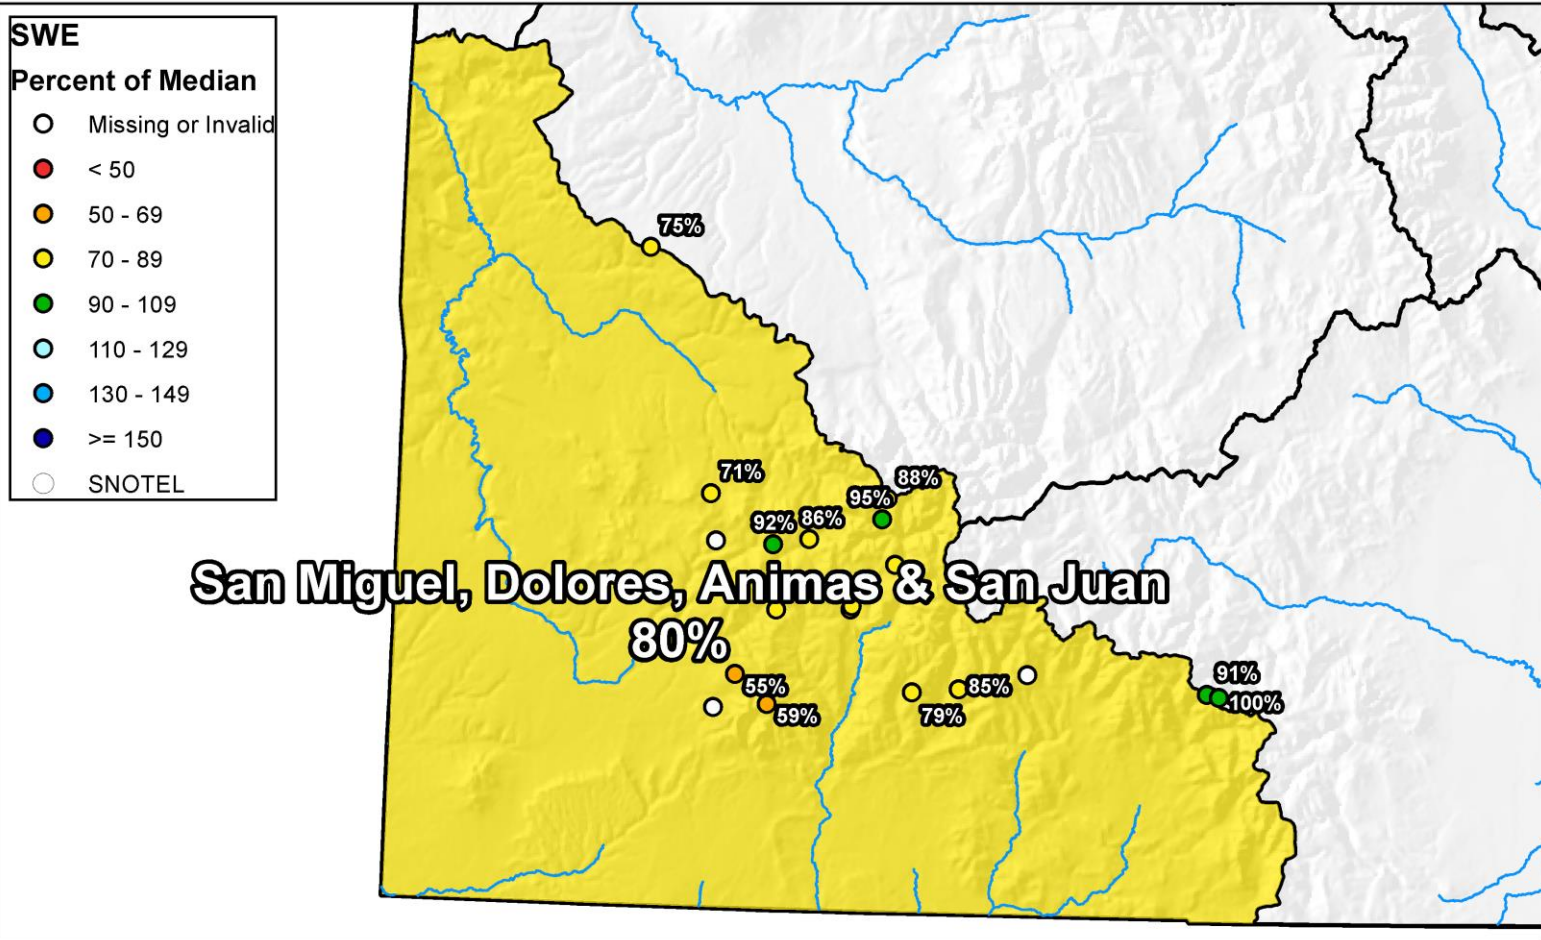 SWE
Percent of Median
Missing or Invalid
< 50
50 - 69
70 - 89
90 - 109
110 - 129
130 - 149
>= 150
SNOTEL
75%
71%
88%
95%
92%
86%
San Miguel, Dolores, Animas & San Juan
80%
55%
59%
85%
79%
91%
100%